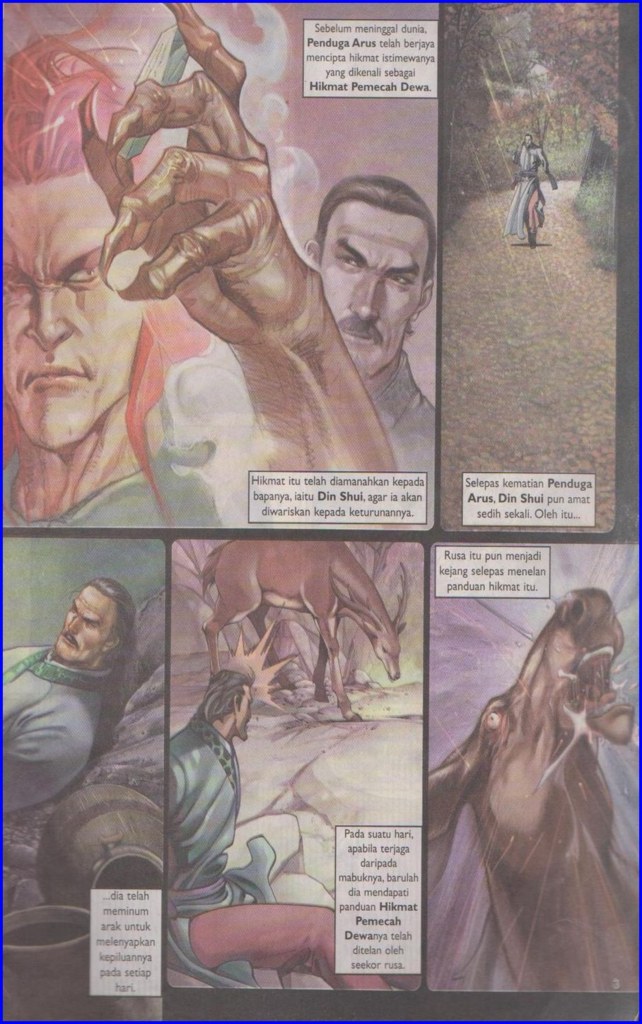 Sebelum meninggal dunia,
Penduga Arus telah berjaya
mencipta hikmat istimewanya
yang dikenali sebagai
Hikmat Pemecah Dewa.
Hikmat itu telah diamanahkan kepada
bapanya, iaitu Din Shui, agar ia akan
diwariskan kepada keturunannya.
Selepas kematian Penduga
Arus, Din Shui pun amat
sedih sekali. Oleh itu...
...dia telah
meminum
arak untuk
melenyapkan
kepiluannya
pada setiap
hari.
Pada suatu hari,
apabila terjaga
daripada
mabuknya, barulah
dia mendapati
panduan Hikmat
Pemecah
Dewanya telah
ditelan oleh
seekor rusa.
Rusa itu pun menjadi
kejang selepas menelan
panduan hikmat itu.
3